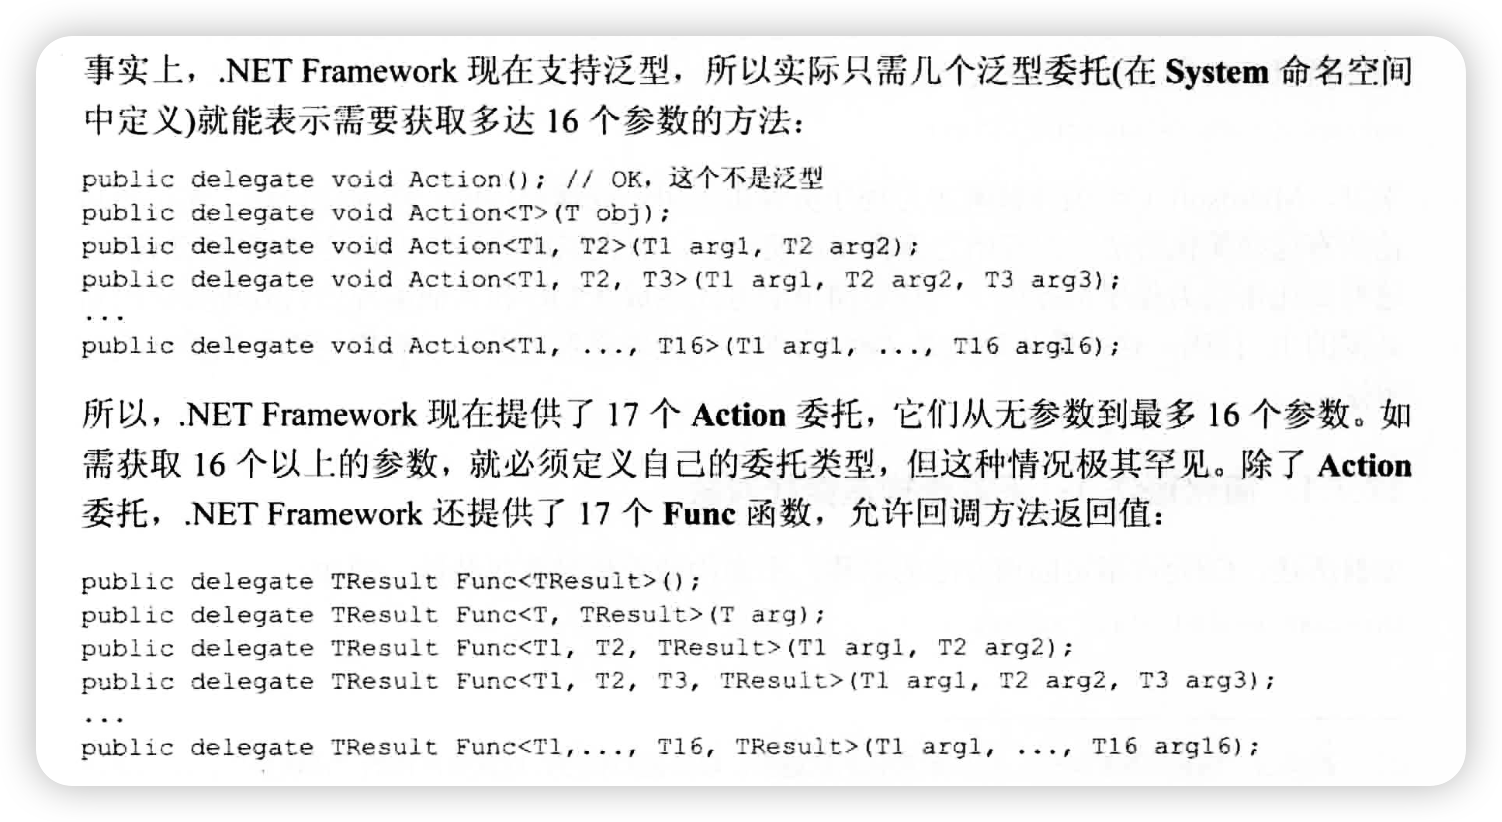 事实上，.NET Framework 现在支持泛型，所以实际只需几个泛型委托(在 System 命名空间
中定义)就能表示需要获取多达 16 个参数的方法：
public delegate void Action(); // OK，这个不是泛型
public delegate void Action<T>(T obj);
public delegate void Action<T1, T2>(T1 arg1, T2 arg2);
public delegate void Action<T1, T2, T3>(T1 arg1, T2 arg2, T3 arg3);
...
public delegate void Action<T1, ..., T16>(T1 arg1, ..., T16 arg16);
所以，.NET Framework 现在提供了 17 个 Action 委托，它们从无参数到最多 16 个参数。如
需获取 16 个以上的参数，就必须定义自己的委托类型，但这种情况极其罕见。除了 Action
委托，.NET Framework 还提供了 17 个 Func 函数，允许回调方法返回值：
public delegate TResult Func<TResult>();
public delegate TResult Func<T, TResult>(T arg);
public delegate TResult Func<T1, T2, TResult>(T1 arg1, T2 arg2);
public delegate TResult Func<T1, T2, T3, TResult>(T1 arg1, T2 arg2, T3 arg3);
...
public delegate TResult Func<T1,..., T16, TResult>(T1 arg1, ..., T16 arg16);